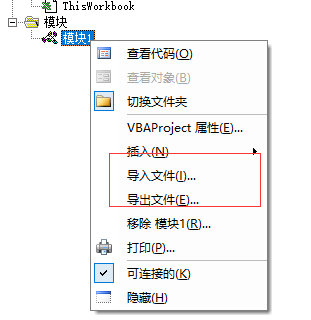 ThisWorkbook
模块
模块1
查看代码(O)
查看对象(B)
切换文件夹
VBAProject 属性(E)...
插入(N)
导入文件(I)...
导出文件(E)...
移除 模块1(R)...
打印(P)...
可连接的(K)
隐藏(H)